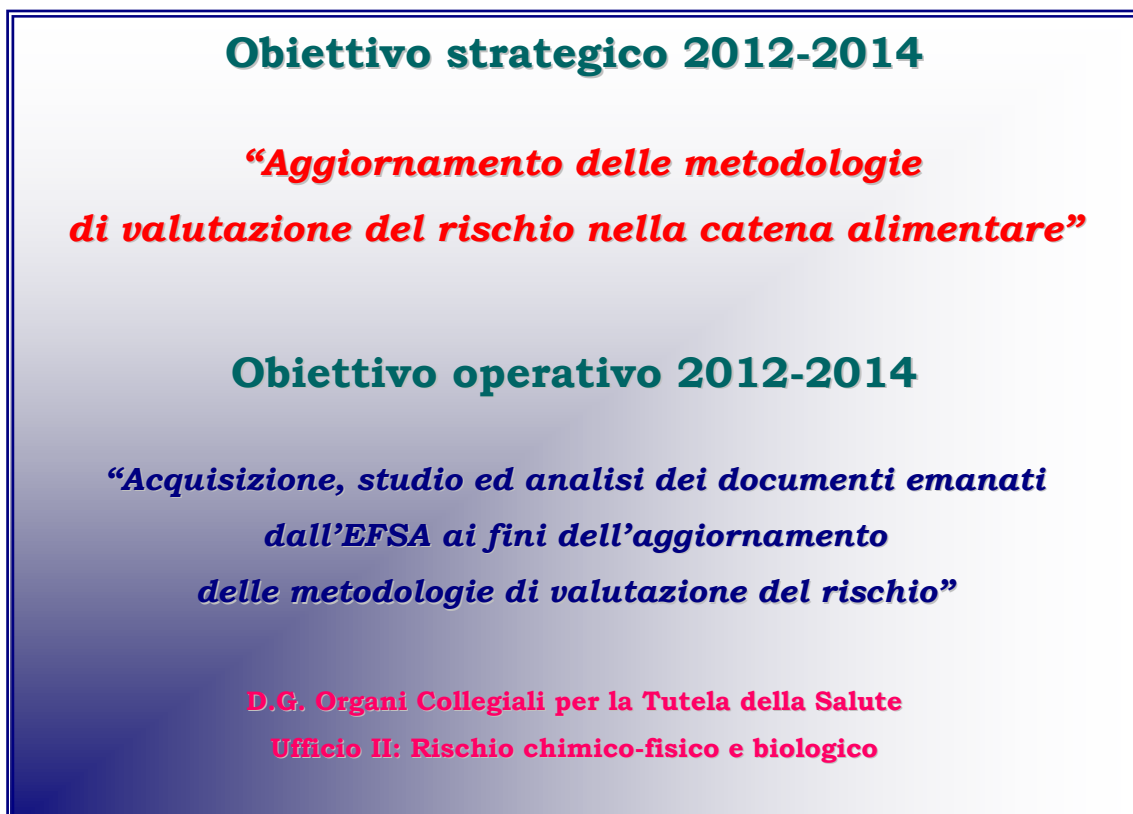 Obiettivo strategico 2012-2014
“Aggiornamento delle metodologie
di valutazione del rischio nella catena alimentare”
Obiettivo operativo 2012-2014
“Acquisizione, studio ed analisi dei documenti emanati
dall’EFSA ai fini dell’aggiornamento
delle metodologie di valutazione del rischio”
D.G. Organi Collegiali per la Tutela della Salute
Ufficio II: Rischio chimico-fisico e biologico